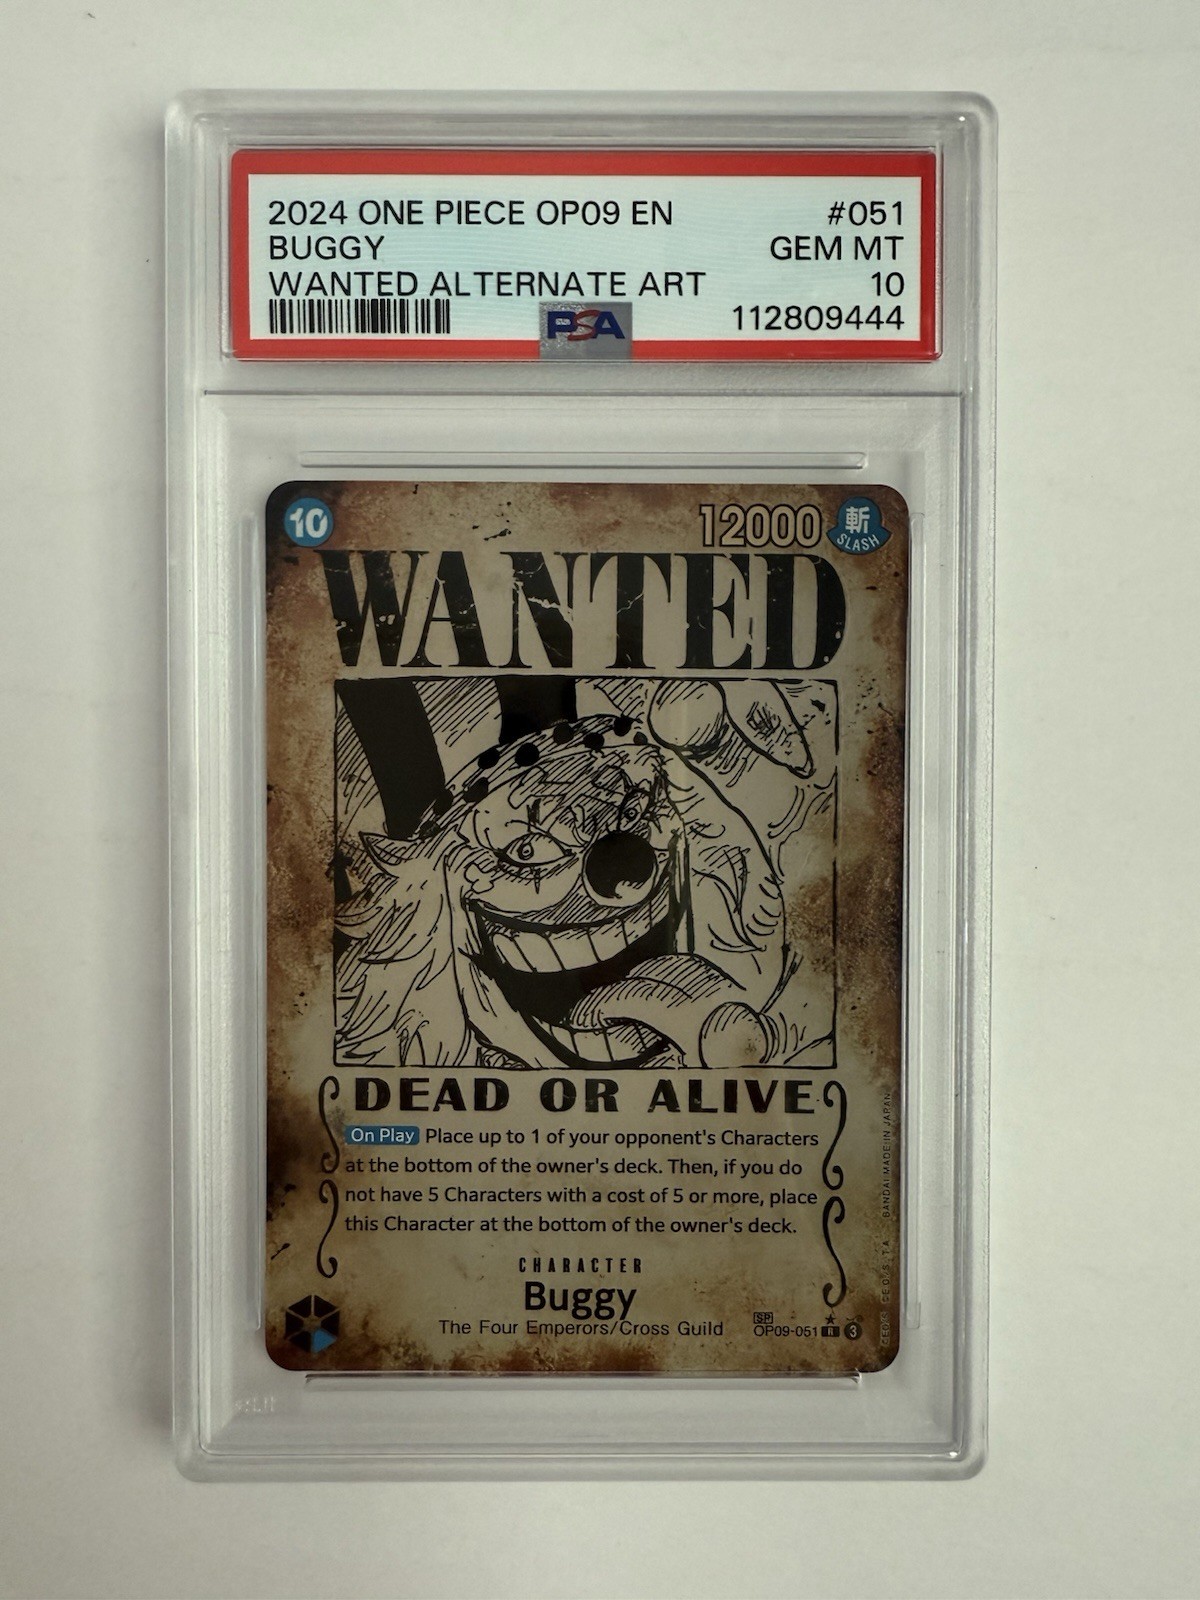 2024 ONE PIECE OP09 EN #051
BUGGY GEM MT
WANTED ALTERNATE ART 10
PSA 112809444
10 12000 斬
SLASH
WANTED
DEAD OR ALIVE
On Play Place up to 1 of your opponent's Characters
at the bottom of the owner's deck. Then, if you do
not have 5 Characters with a cost of 5 or more, place
this Character at the bottom of the owner's deck.
CHARACTER
Buggy
The Four Emperors/Cross Guild
SP
OP09-051 R 3
BANDAI MADE IN JAPAN